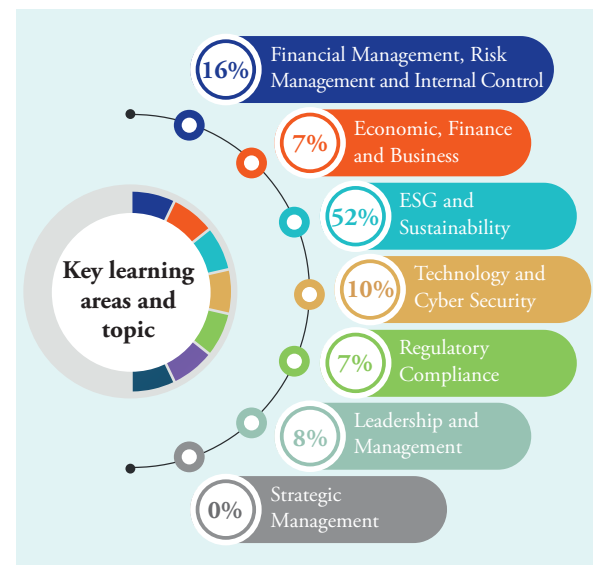 16%
Financial Management, Risk
Management and Internal Control
7%
Economic, Finance
and Business
52%
ESG and
Sustainability
Key learning
areas and
topic
10%
Technology and
Cyber Security
7%
Regulatory
Compliance
8%
Leadership and
Management
0%
Strategic
Management